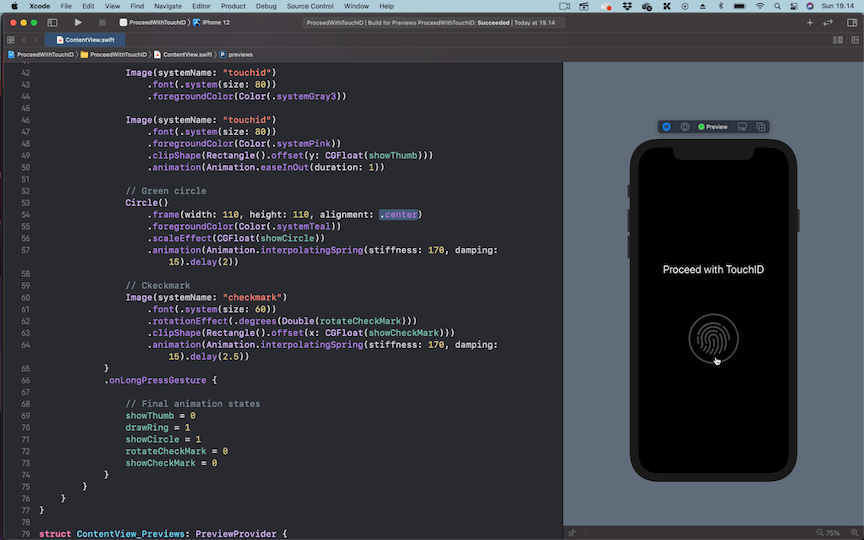 Xcode File Edit View Find Navigate Editor Product Debug Source Control Window Help Sun 19.14
ProceedWithTouchID 〉 iPhone 12 ProceedWithTouchID | Build for Previews ProceedWithTouchID: Succeeded | Today at 19.14
ContentView.swift
ProceedWithTouchID 〉 ProceedWithTouchID 〉 ContentView.swift 〉 P previews
42 Image(systemName: "touchid")
43 .font(.system(size: 80))
44 .foregroundColor(Color(.systemGray3))
45
46 Image(systemName: "touchid")
47 .font(.system(size: 80))
48 .foregroundColor(Color(.systemPink))
49 .clipShape(Rectangle().offset(y: CGFloat(showThumb)))
50 .animation(Animation.easeInOut(duration: 1))
51
52 // Green circle
53 Circle()
54 .frame(width: 110, height: 110, alignment: .center)
55 .foregroundColor(Color(.systemTeal))
56 .scaleEffect(CGFloat(showCircle))
57 .animation(Animation.interpolatingSpring(stiffness: 170, damping:
15).delay(2))
58
59 // Ckeckmark
60 Image(systemName: "checkmark")
61 .font(.system(size: 60))
62 .rotationEffect(.degrees(Double(rotateCheckMark)))
63 .clipShape(Rectangle().offset(x: CGFloat(showCheckMark)))
64 .animation(Animation.interpolatingSpring(stiffness: 170, damping:
15).delay(2.5))
65 }
66 .onLongPressGesture {
67
68 // Final animation states
69 showThumb = 0
70 drawRing = 1
71 showCircle = 1
72 rotateCheckMark = 0
73 showCheckMark = 0
74 }
75 }
76 }
77 }
78
79 struct ContentView_Previews: PreviewProvider {
Preview
Proceed with TouchID
75%